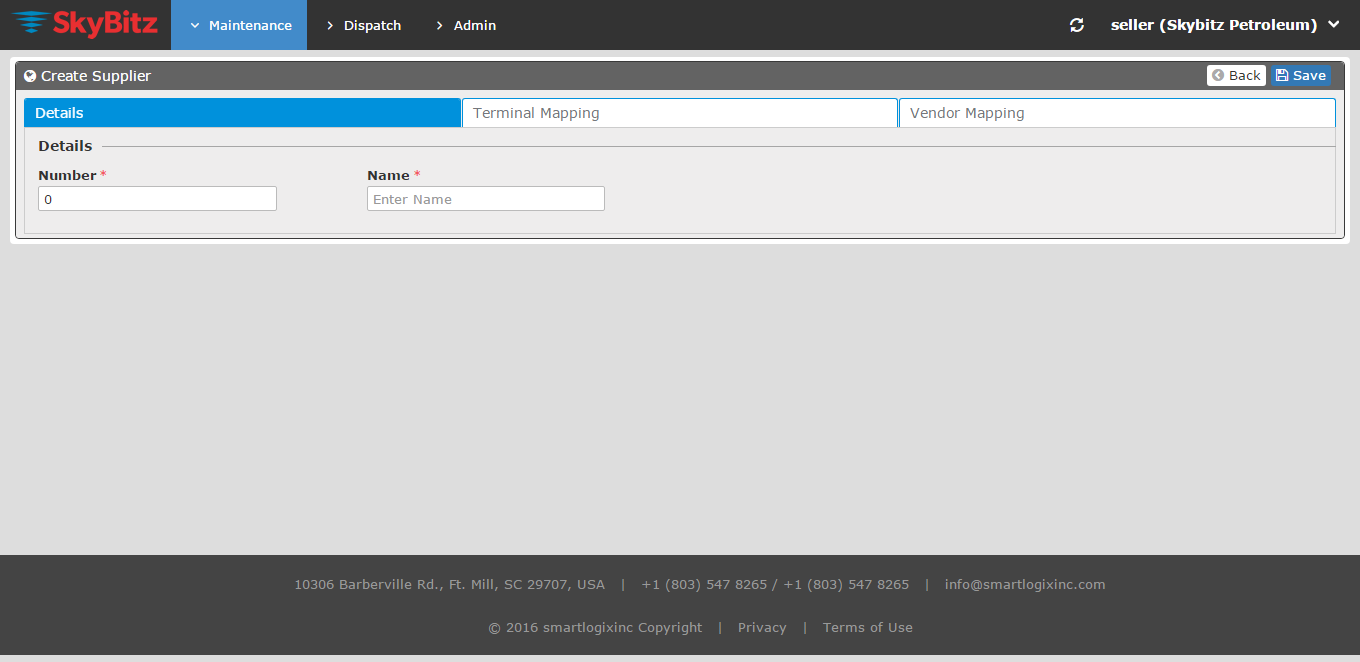 SkyBitz Maintenance Dispatch Admin seller (Skybitz Petroleum)
Create Supplier Back Save
Details Terminal Mapping Vendor Mapping
Details
Number * Name *
0 Enter Name
10306 Barberville Rd., Ft. Mill, SC 29707, USA | +1 (803) 547 8265 / +1 (803) 547 8265 | info@smartlogixinc.com
© 2016 smartlogixinc Copyright | Privacy | Terms of Use